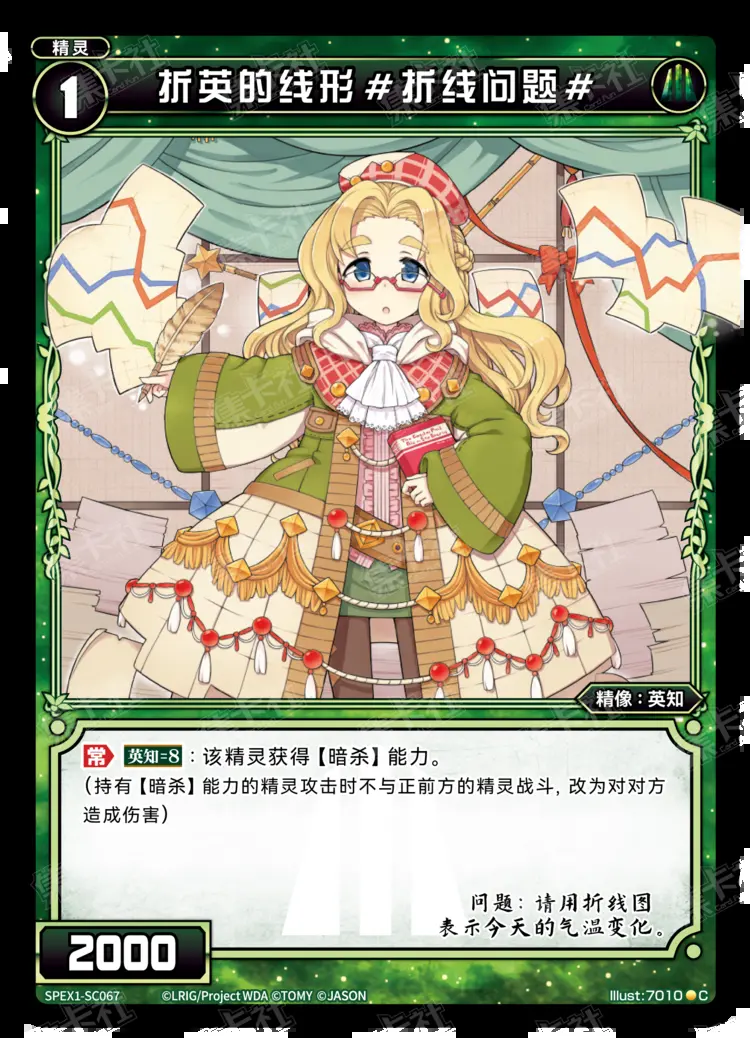 精灵
1
折英的线形#折线问题#
精像：英知
常 英知=8：该精灵获得【暗杀】能力。
（持有【暗杀】能力的精灵攻击时不与正前方的精灵战斗，改为对对方
造成伤害）
问题：请用折线图
表示今天的气温变化。
2000
SPEX1-SC067 ©LRIG/Project WDA ©TOMY ©JASON Illust:7010 C
集卡社